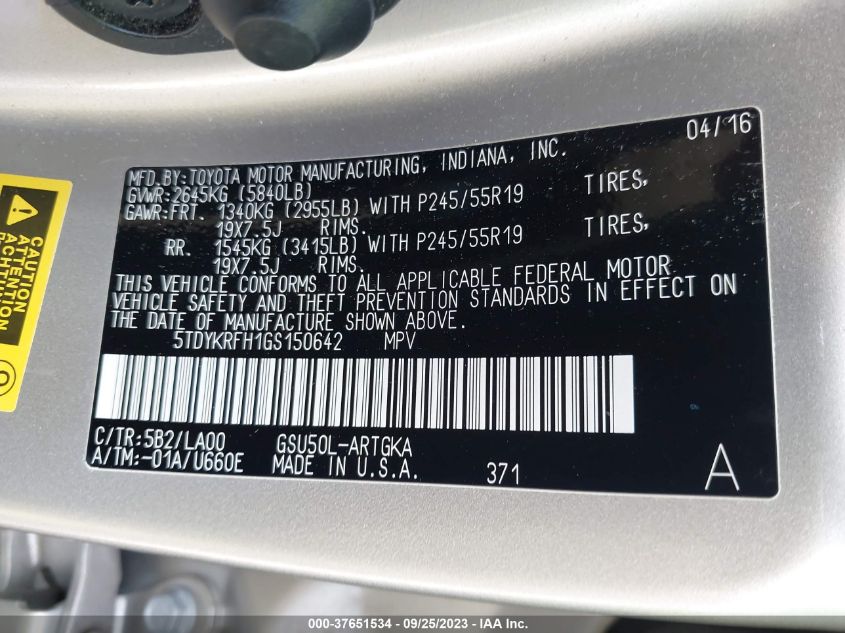 04/16
MFD.BY:TOYOTA MOTOR MANUFACTURING, INDIANA, INC.
GVWR:2645KG (5840LB)
GAWR:FRT. 1340KG (2955LB) WITH P245/55R19 TIRES,
19X7.5J RIMS.
RR. 1545KG (3415LB) WITH P245/55R19 TIRES,
19X7.5J RIMS.
THIS VEHICLE CONFORMS TO ALL APPLICABLE FEDERAL MOTOR
VEHICLE SAFETY AND THEFT PREVENTION STANDARDS IN EFFECT ON
THE DATE OF MANUFACTURE SHOWN ABOVE.
5TDYKRFH1GS150642 MPV
C/TR:5B2/LA00 GSU50L-ARTGKA
A/TM:-01A/U660E MADE IN U.S.A. 371 A
CAUTION
ATTENTION
000-37651534 - 09/25/2023 - © IAA Inc.